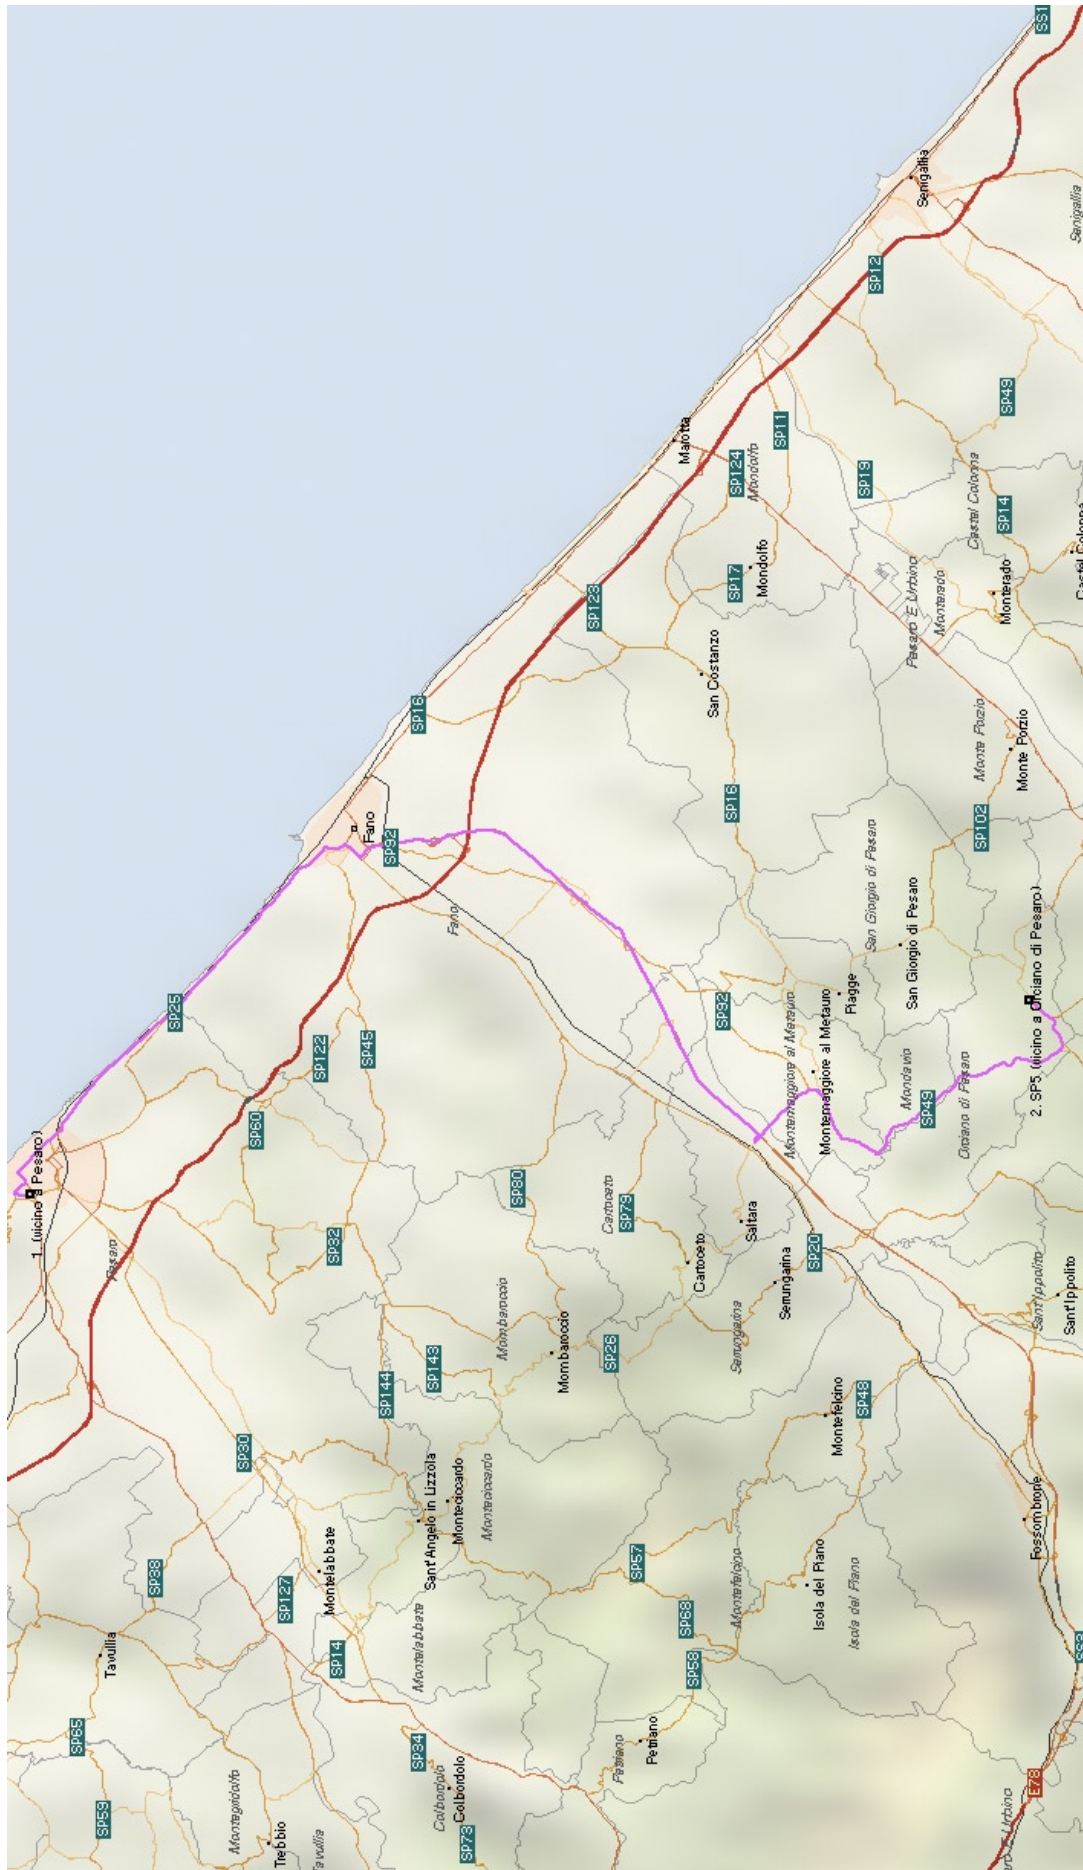 SS1
Senigallia
Senigallia
SP12
SP49
Marotta
SP11
SP124
Mondolfo
SP19
Castel Colonna
SP14
SP17
Mondolfo
SP123
Pesaro E Urbino
Monterado
Monterado
San Costanzo
SP16
Monte Porzio
Monte Porzio
SP16
Fano
SP92
SP102
San Giorgio di Pesaro
Fano
San Giorgio di Pesaro
SP25
SP92
Piagge
2. SP5 (vicino a Orciano di Pesaro)
SP122
SP45
Montemaggiore al Metauro
Montemaggiore al Metauro
Mondavio
SP49
SP60
Orciano di Pesaro
1. (vicino a Pesaro)
SP80
Cartoceto
SP79
Saltara
SP32
Pesaro
Cartoceto
SP20
Serrungarina
Sant'Ippolito
Sant'Ippolito
Mombaroccio
Mombaroccio
SP26
Serrungarina
SP143
SP144
Montefelcino
SP48
SP30
Sant'Angelo in Lizzola
Monteciccardo
Monteciccardo
Fossombrone
SP38
SP127
Montelabbate
SP57
Montefelcino
Isola del Piano
Isola del Piano
Montelabbate
SP68
SP14
SP58
Tavullia
SS3
SP65
SP34
Petriano
Petriano
Colbordolo
Colbordolo
E78
SP59
Montegridolfo
SP73
Trebbio